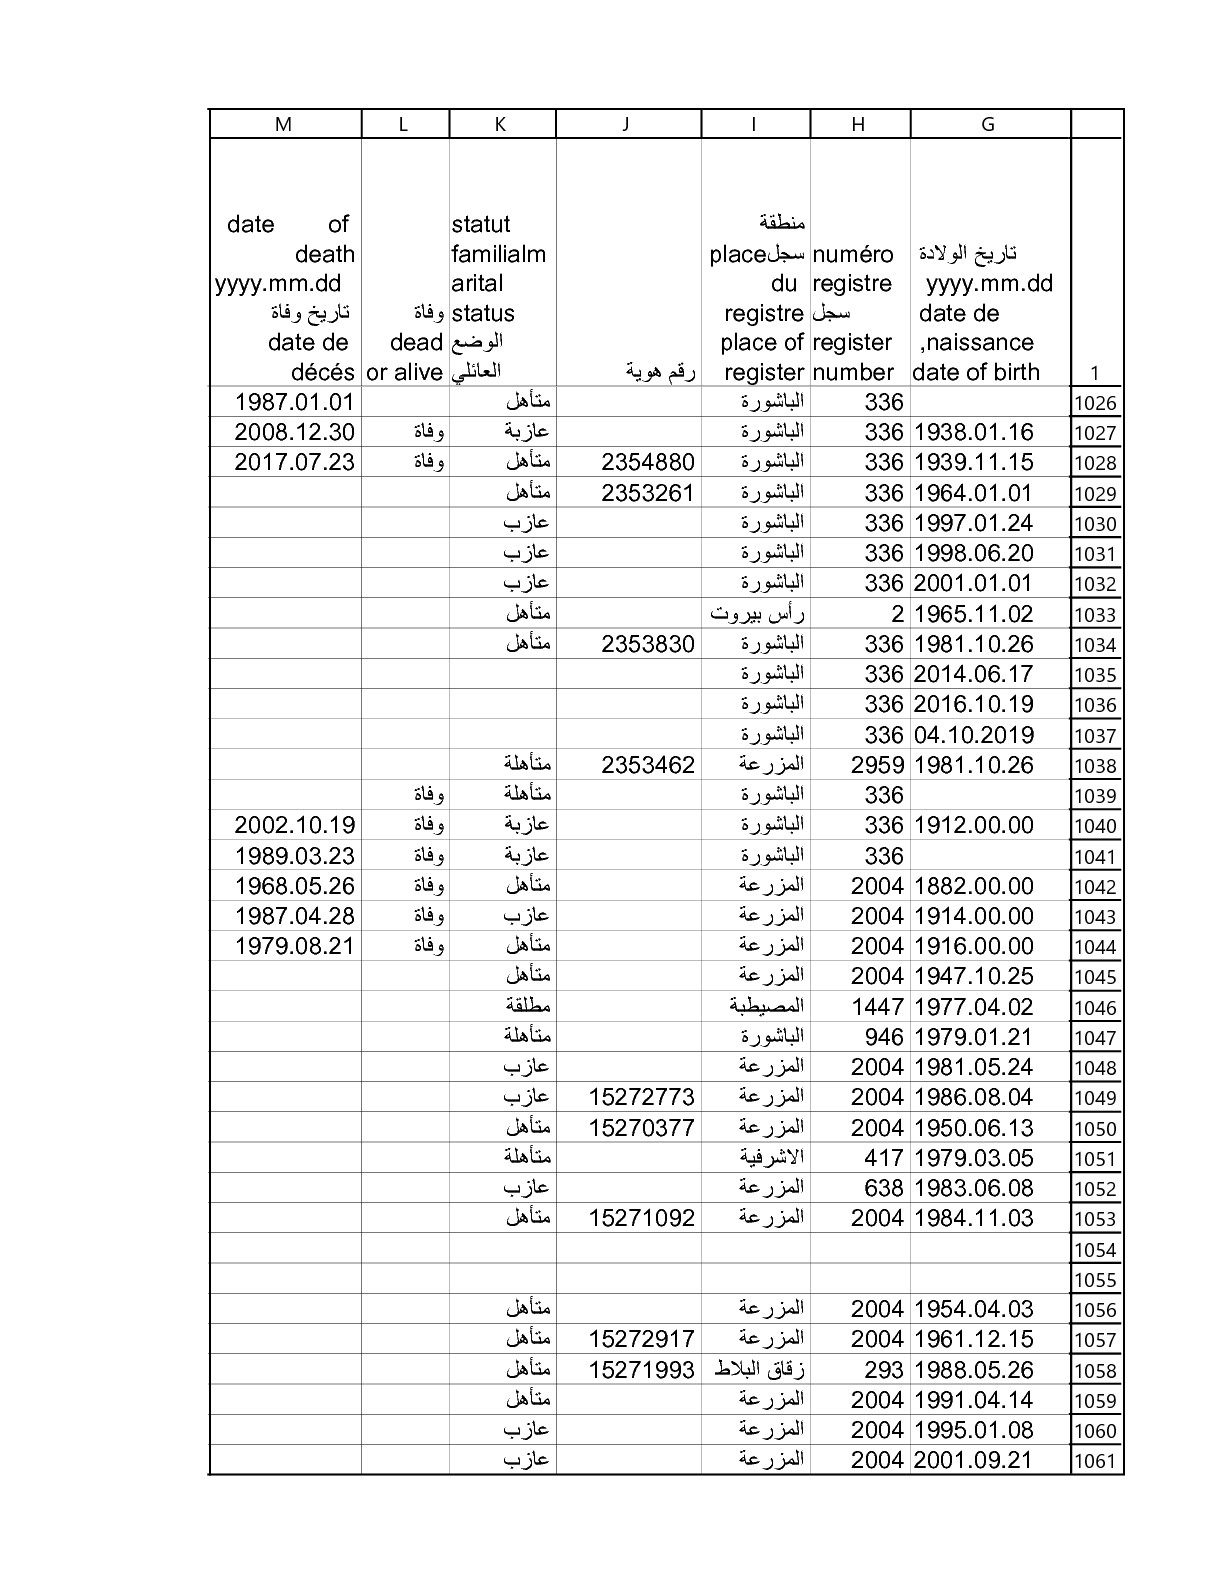 M L K J I H G
date of death yyyy.mm.dd تاريخ وفاة date de décés
وفاة dead or alive
statut familialm arital status الوضع العائلي
رقم هوية
منطقة سجل place du registre place of register
numéro registre سجل register number
تاريخ الولادة yyyy.mm.dd date de naissance, date of birth
1
1987.01.01 متأهل الباشورة 336 1026
2008.12.30 وفاة عازبة الباشورة 336 1938.01.16 1027
2017.07.23 وفاة متأهل 2354880 الباشورة 336 1939.11.15 1028
متأهل 2353261 الباشورة 336 1964.01.01 1029
عازب الباشورة 336 1997.01.24 1030
عازب الباشورة 336 1998.06.20 1031
عازب الباشورة 336 2001.01.01 1032
متأهل رأس بيروت 2 1965.11.02 1033
متأهل 2353830 الباشورة 336 1981.10.26 1034
الباشورة 336 2014.06.17 1035
الباشورة 336 2016.10.19 1036
الباشورة 336 04.10.2019 1037
متأهلة 2353462 المزرعة 2959 1981.10.26 1038
وفاة متأهلة الباشورة 336 1039
2002.10.19 وفاة عازبة الباشورة 336 1912.00.00 1040
1989.03.23 وفاة عازبة الباشورة 336 1041
1968.05.26 وفاة متأهل المزرعة 2004 1882.00.00 1042
1987.04.28 وفاة عازب المزرعة 2004 1914.00.00 1043
1979.08.21 وفاة متأهل المزرعة 2004 1916.00.00 1044
متأهل المزرعة 2004 1947.10.25 1045
مطلقة المصيطبة 1447 1977.04.02 1046
متأهلة الباشورة 946 1979.01.21 1047
عازب المزرعة 2004 1981.05.24 1048
عازب 15272773 المزرعة 2004 1986.08.04 1049
متأهل 15270377 المزرعة 2004 1950.06.13 1050
متأهلة الاشرفية 417 1979.03.05 1051
عازب المزرعة 638 1983.06.08 1052
متأهل 15271092 المزرعة 2004 1984.11.03 1053
1054
1055
متأهل المزرعة 2004 1954.04.03 1056
متأهل 15272917 المزرعة 2004 1961.12.15 1057
متأهل 15271993 زقاق البلاط 293 1988.05.26 1058
متأهل المزرعة 2004 1991.04.14 1059
عازب المزرعة 2004 1995.01.08 1060
عازب المزرعة 2004 2001.09.21 1061